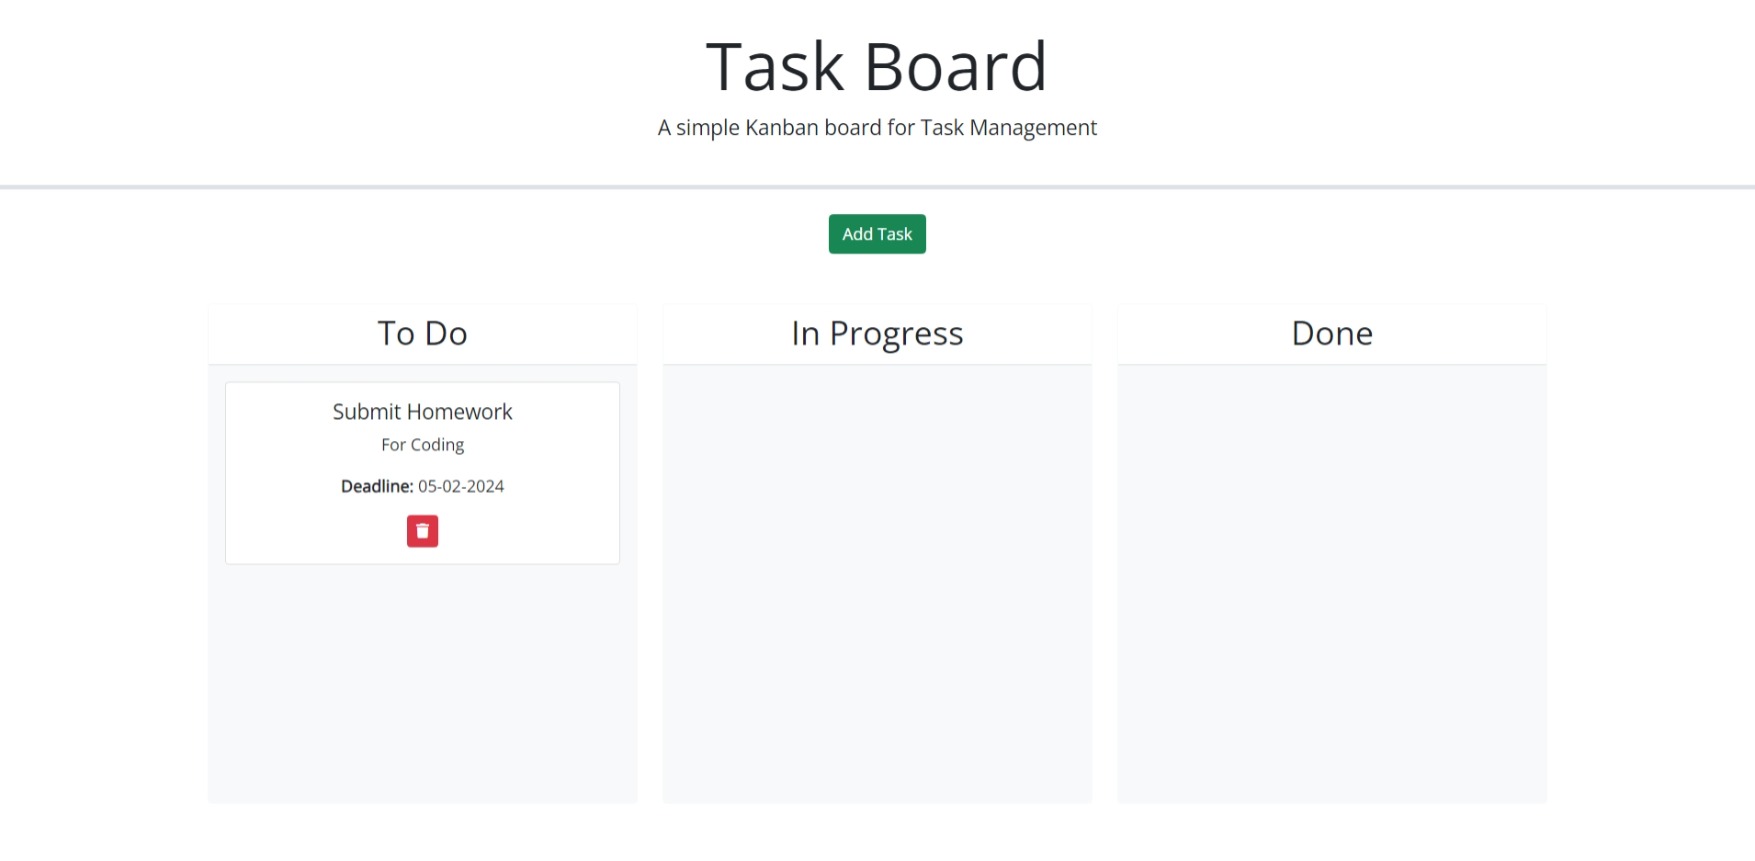 Task Board
A simple Kanban board for Task Management
Add Task
To Do
Submit Homework
For Coding
Deadline: 05-02-2024
In Progress
Done